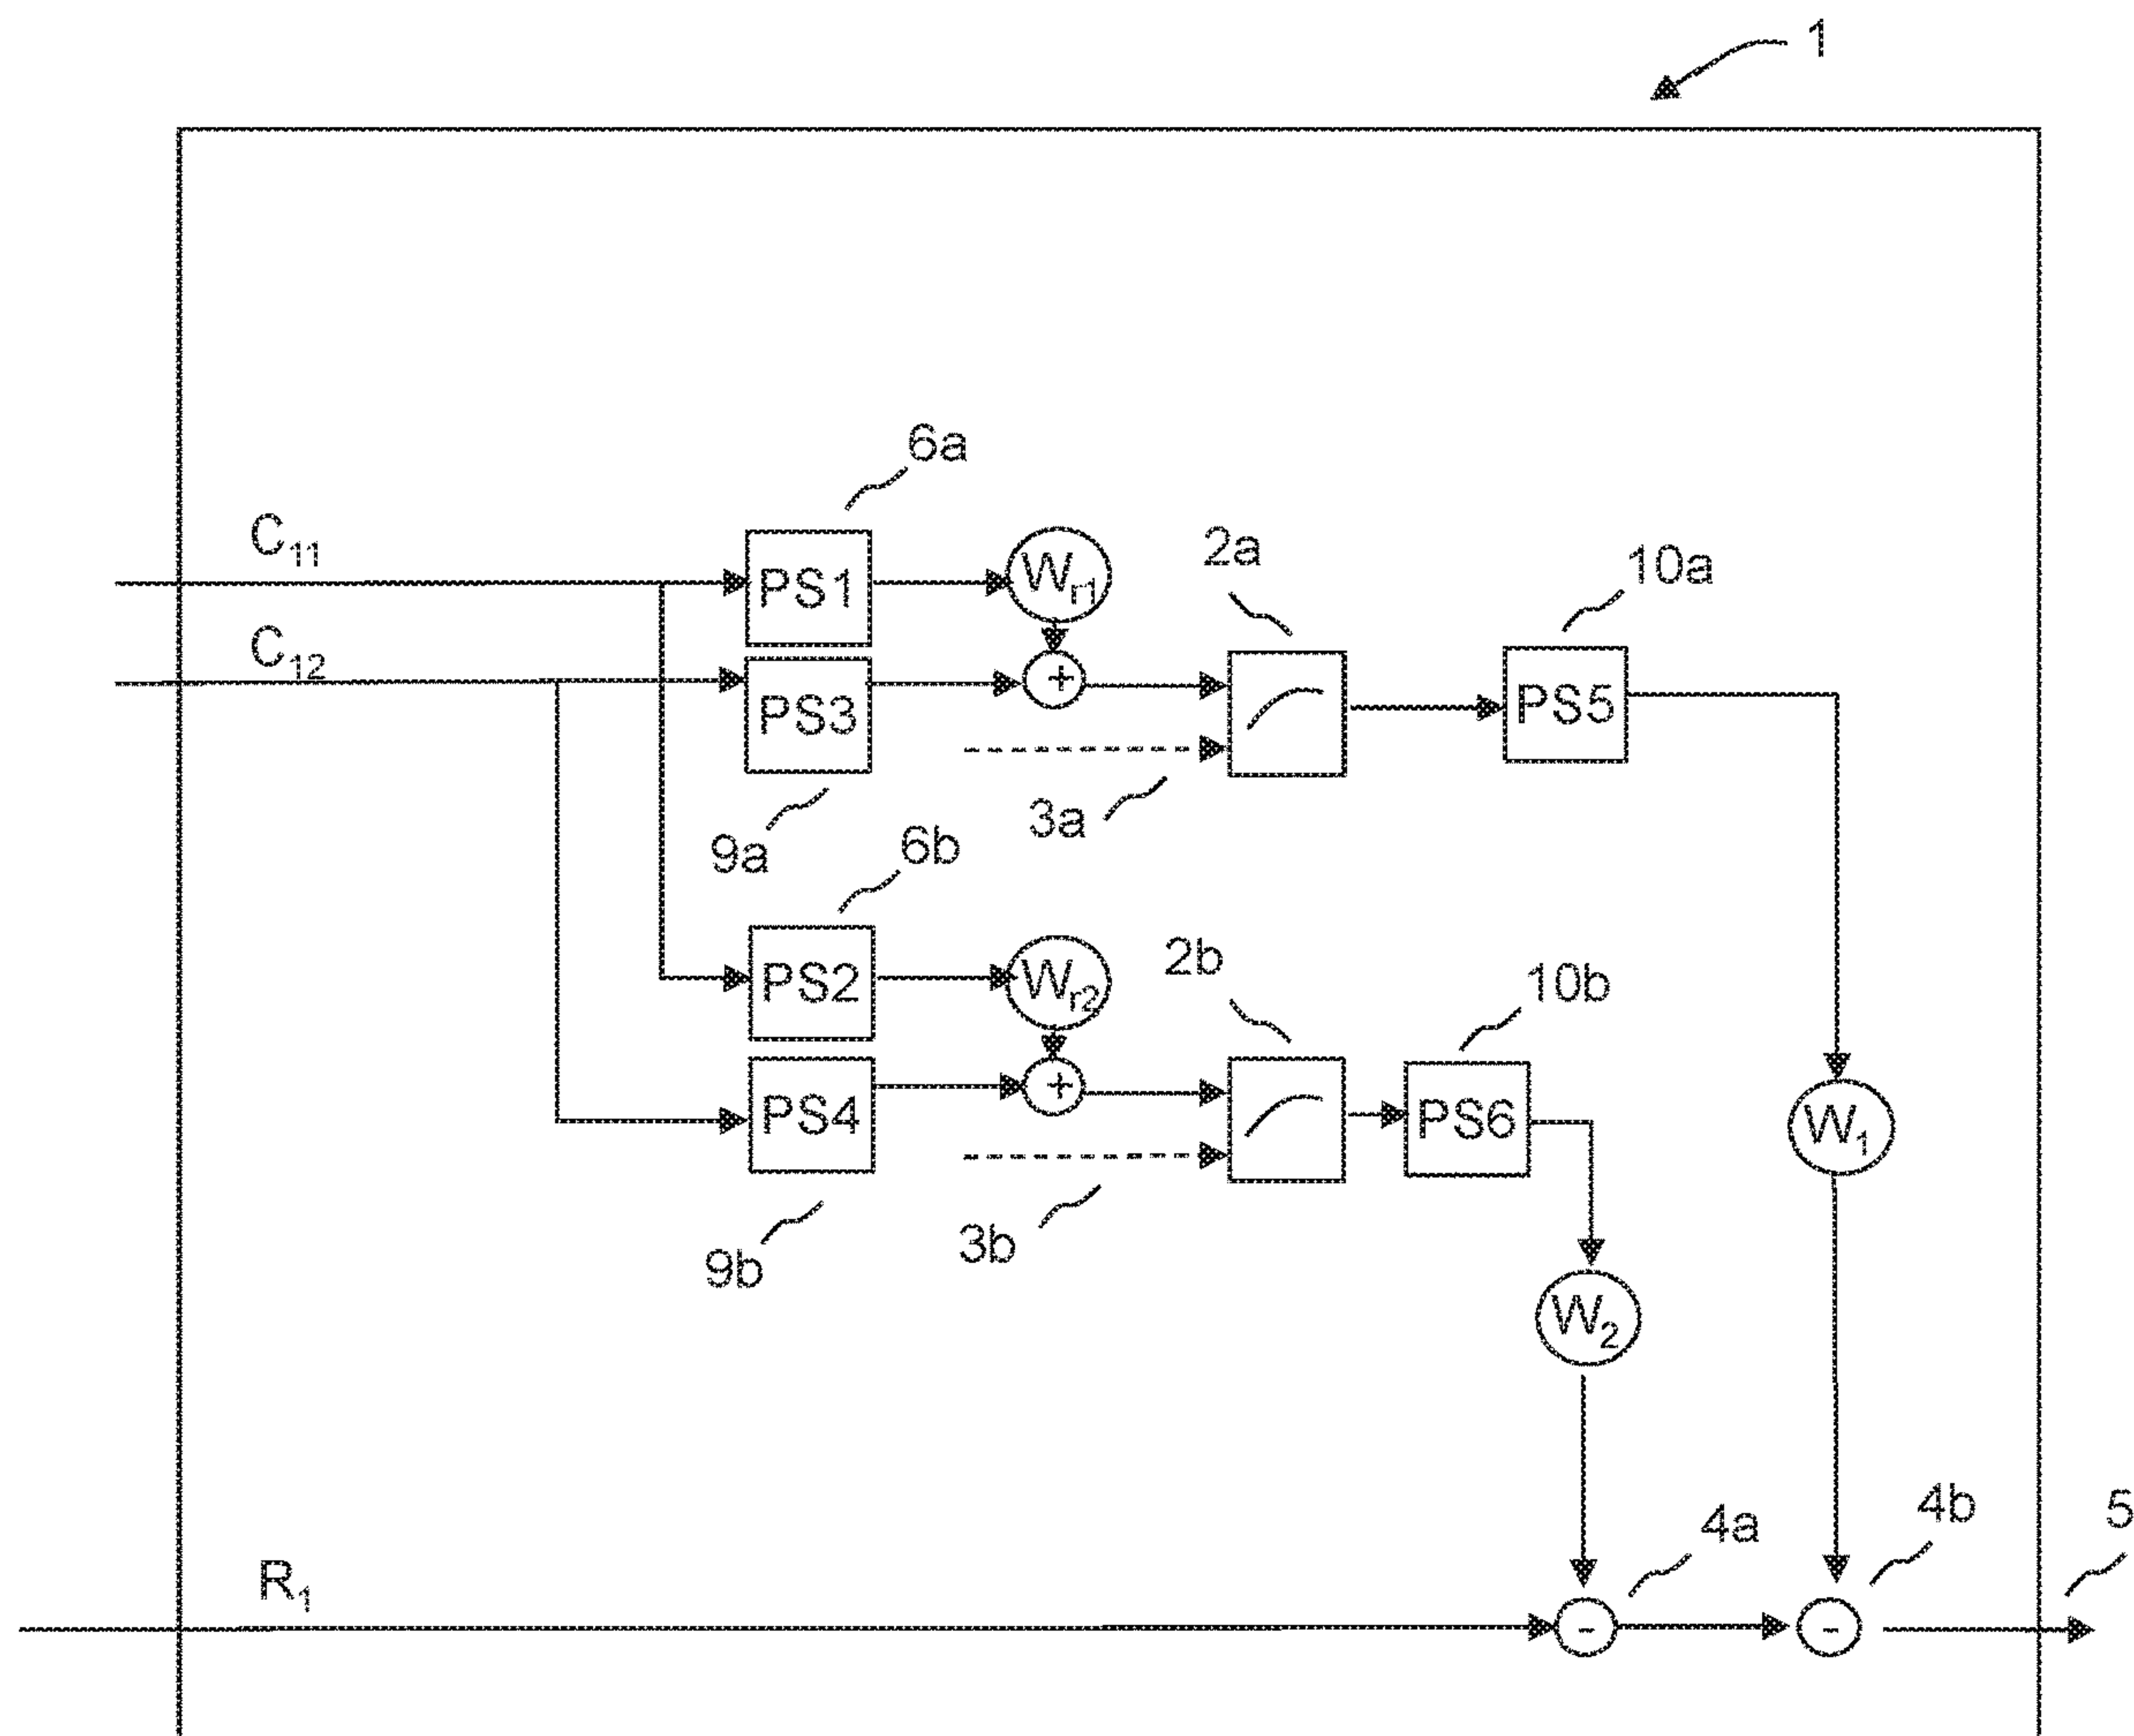 1
6a
C11
PS1
Wr1
2a
10a
C12
PS3
+
PS5
9a
3a
6b
PS2
Wr2
2b
10b
PS4
+
PS6
W1
9b
3b
W2
4a
4b
5
R1
-
-